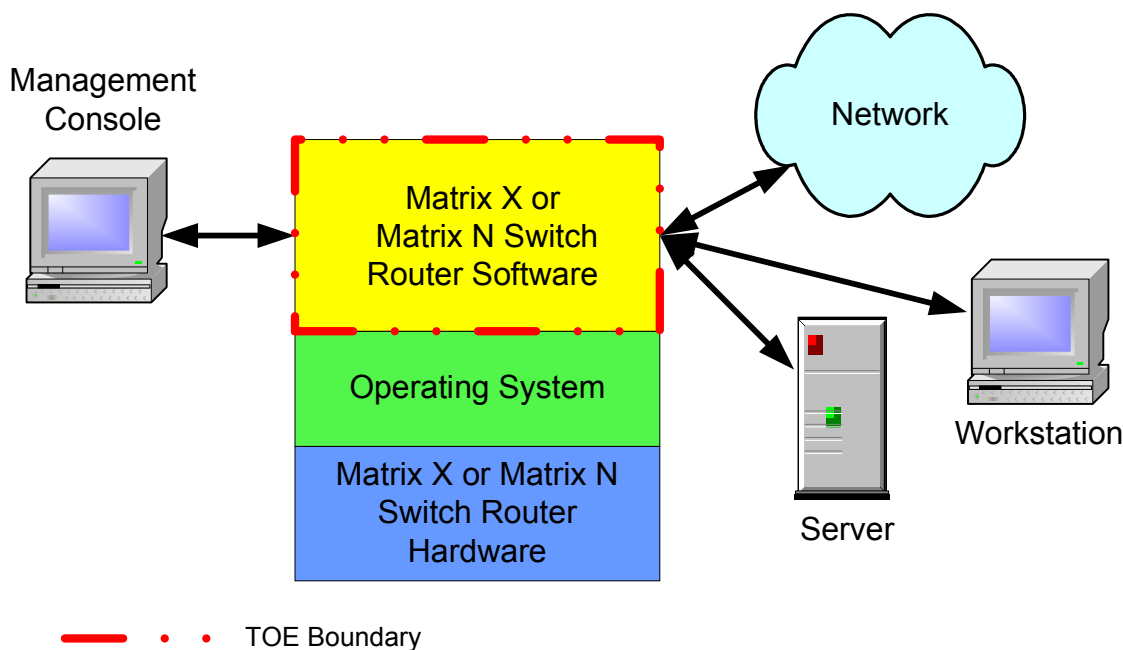 Management
Console
Network
Matrix X or
Matrix N Switch
Router Software
Operating System
Workstation
Matrix X or Matrix N
Switch Router
Hardware
Server
TOE Boundary